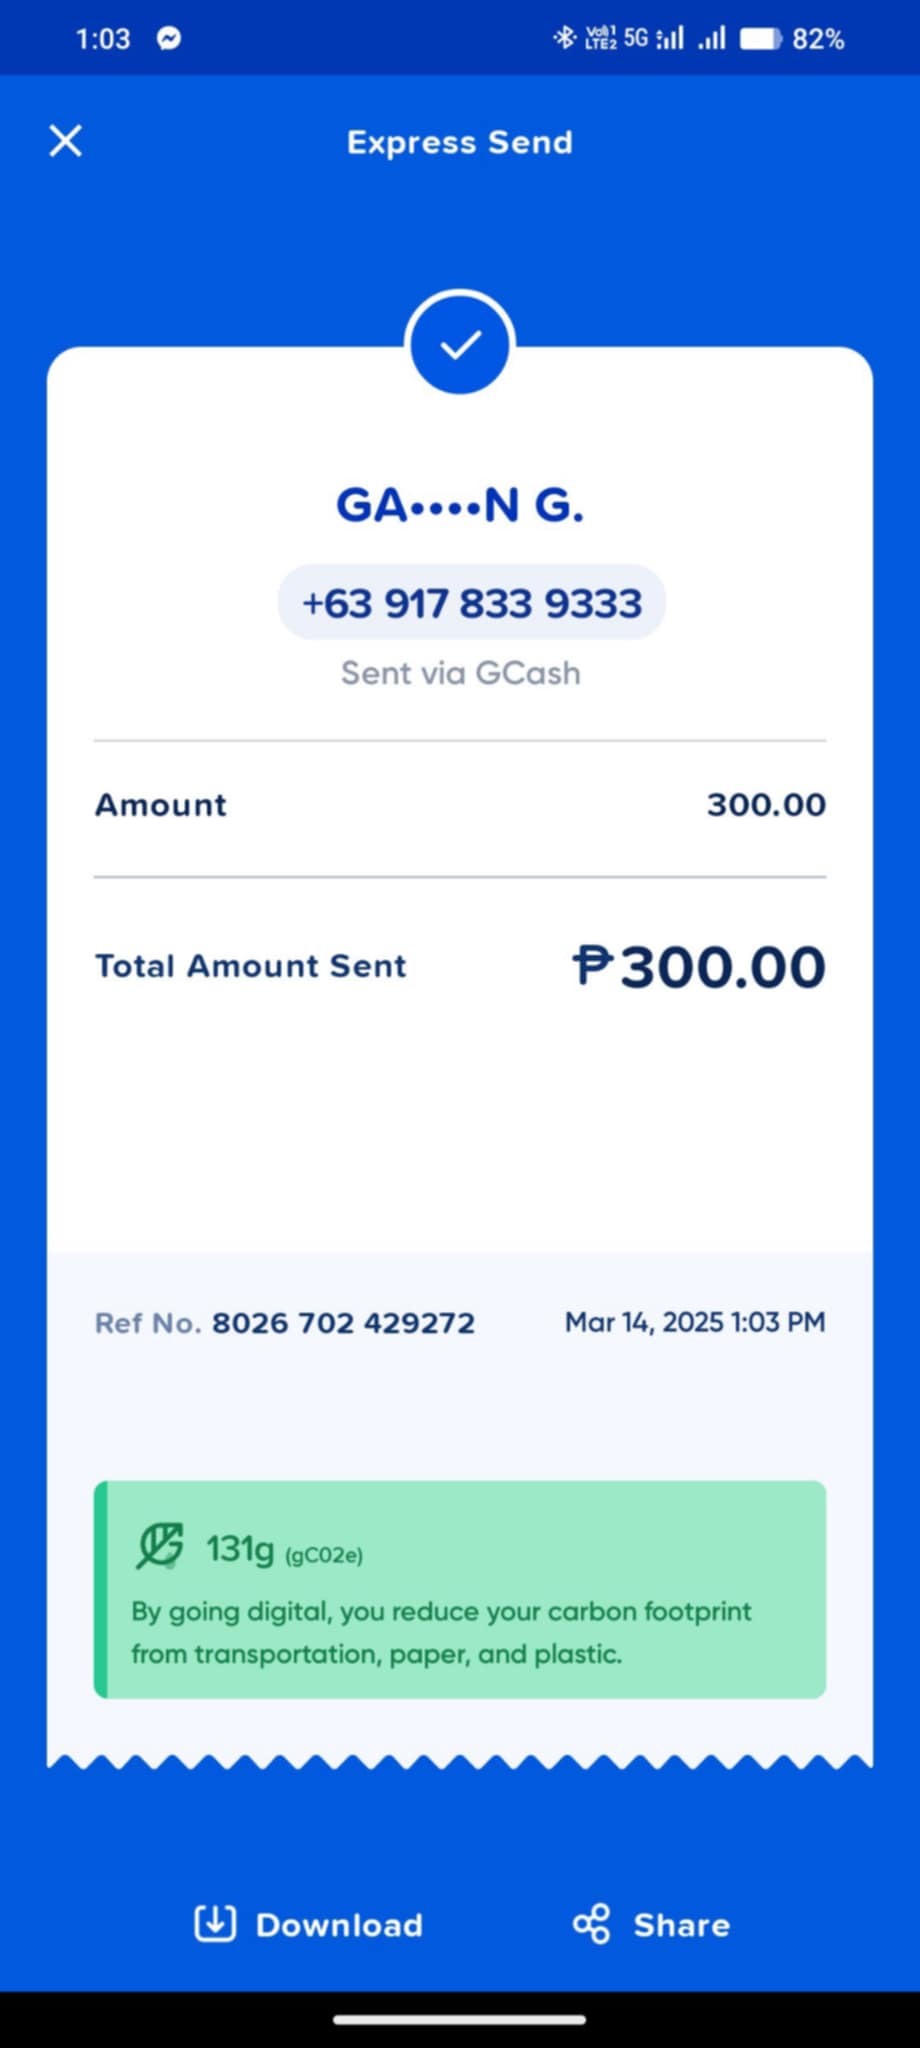 1:03 5G 82%
Express Send
GA••••N G.
+63 917 833 9333
Sent via GCash
Amount 300.00
Total Amount Sent ₱300.00
Ref No. 8026 702 429272 Mar 14, 2025 1:03 PM
131g (gC02e)
By going digital, you reduce your carbon footprint
from transportation, paper, and plastic.
Download Share